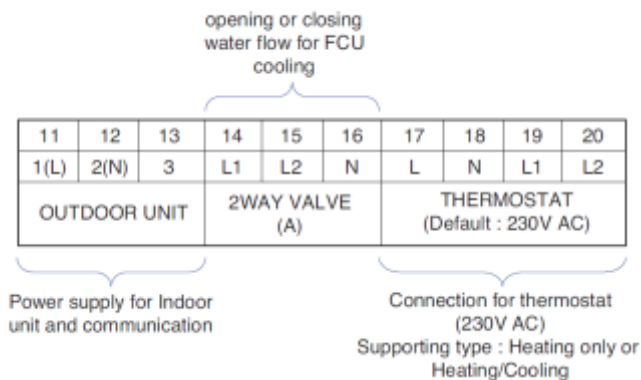 opening or closing
water flow for FCU
cooling
11 12 13 14 15 16 17 18 19 20
1(L) 2(N) 3 L1 L2 N L N L1 L2
OUTDOOR UNIT 2WAY VALVE (A) THERMOSTAT (Default : 230V AC)
Power supply for Indoor
unit and communication
Connection for thermostat
(230V AC)
Supporting type : Heating only or
Heating/Cooling